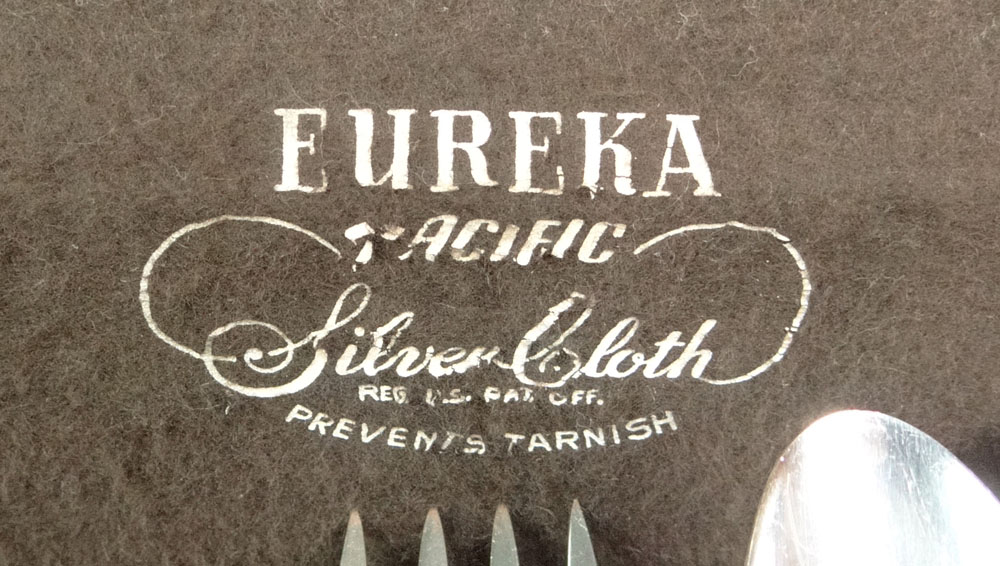 EUREKA
PACIFIC
Silver Cloth
REG. U.S. PAT. OFF.
PREVENTS TARNISH